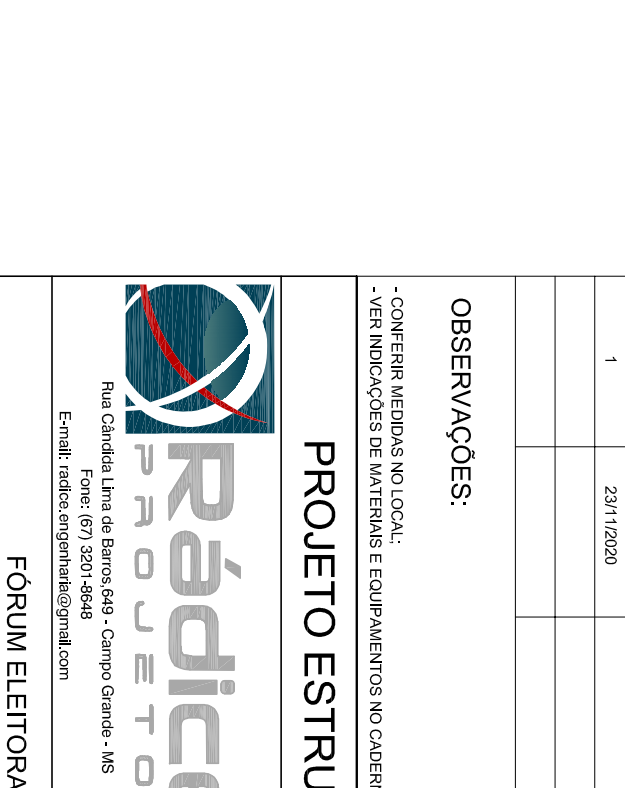 1 23/11/2020
OBSERVAÇÕES:
- CONFERIR MEDIDAS NO LOCAL;
- VER INDICAÇÕES DE MATERIAIS E EQUIPAMENTOS NO CADERN
PROJETO ESTRU
Rádice
PROJETO
Rua Cândida Lima de Barros,649 - Campo Grande - MS
Fone: (67) 3201-8648
E-mail: radice.engenharia@gmail.com
FÓRUM ELEITORA